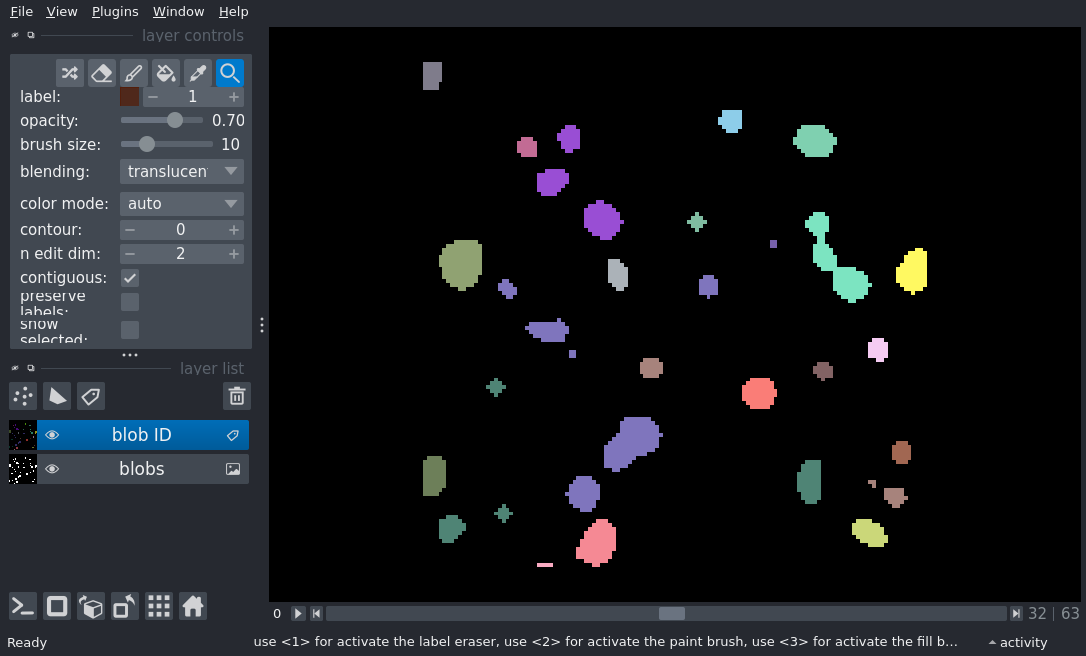 File View Plugins Window Help
layer controls
label: 1
opacity: 0.70
brush size: 10
blending: translucen
color mode: auto
contour: 0
n edit dim: 2
contiguous:
preserve
labels:
show
selected:
layer list
blob ID
blobs
0 32 63
Ready use <1> for activate the label eraser, use <2> for activate the paint brush, use <3> for activate the fill b... activity